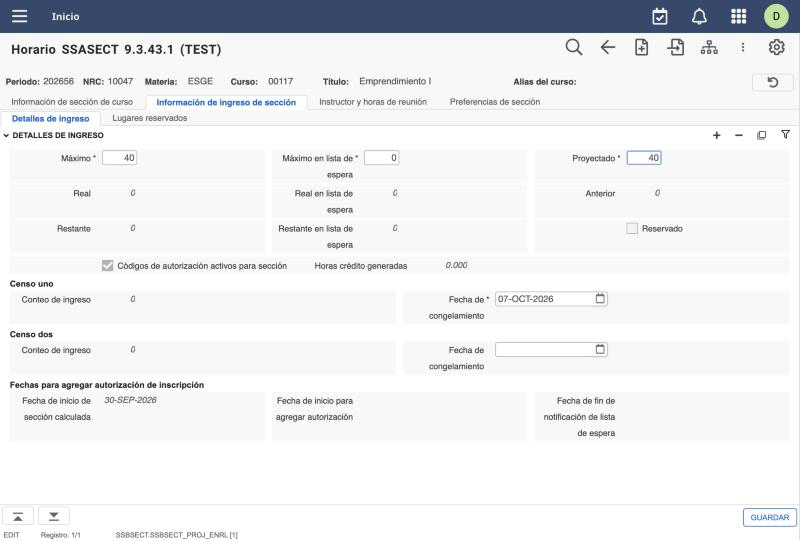 Inicio
D
Horario SSASECT 9.3.43.1 (TEST)
Periodo: 202656 NRC: 10047 Materia: ESGE Curso: 00117 Título: Emprendimiento I Alias del curso:
Información de sección de curso Información de ingreso de sección Instructor y horas de reunión Preferencias de sección
Detalles de ingreso Lugares reservados
DETALLES DE INGRESO
Máximo * 40 Máximo en lista de * 0 Proyectado * 40
espera
Real 0 Real en lista de 0 Anterior 0
espera
Restante 0 Restante en lista de 0 Reservado
espera
Códigos de autorización activos para sección Horas crédito generadas 0.000
Censo uno
Conteo de ingreso 0 Fecha de * 07-OCT-2026
congelamiento
Censo dos
Conteo de ingreso 0 Fecha de
congelamiento
Fechas para agregar autorización de inscripción
Fecha de inicio de 30-SEP-2026 Fecha de inicio para Fecha de fin de
sección calculada agregar autorización notificación de lista
de espera
GUARDAR
EDIT Registro: 1/1 SSBSECT.SSBSECT_PROJ_ENRL [1]